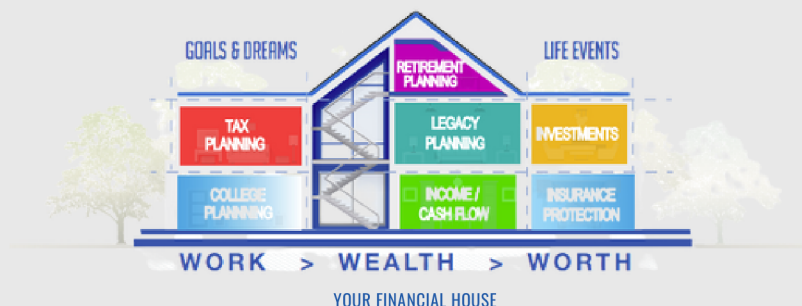 GOALS & DREAMS
LIFE EVENTS
RETIREMENT
PLANNING
TAX
PLANNING
LEGACY
PLANNING
INVESTMENTS
COLLEGE
PLANNNING
INCOME /
CASH FLOW
INSURANCE
PROTECTION
WORK > WEALTH > WORTH
YOUR FINANCIAL HOUSE